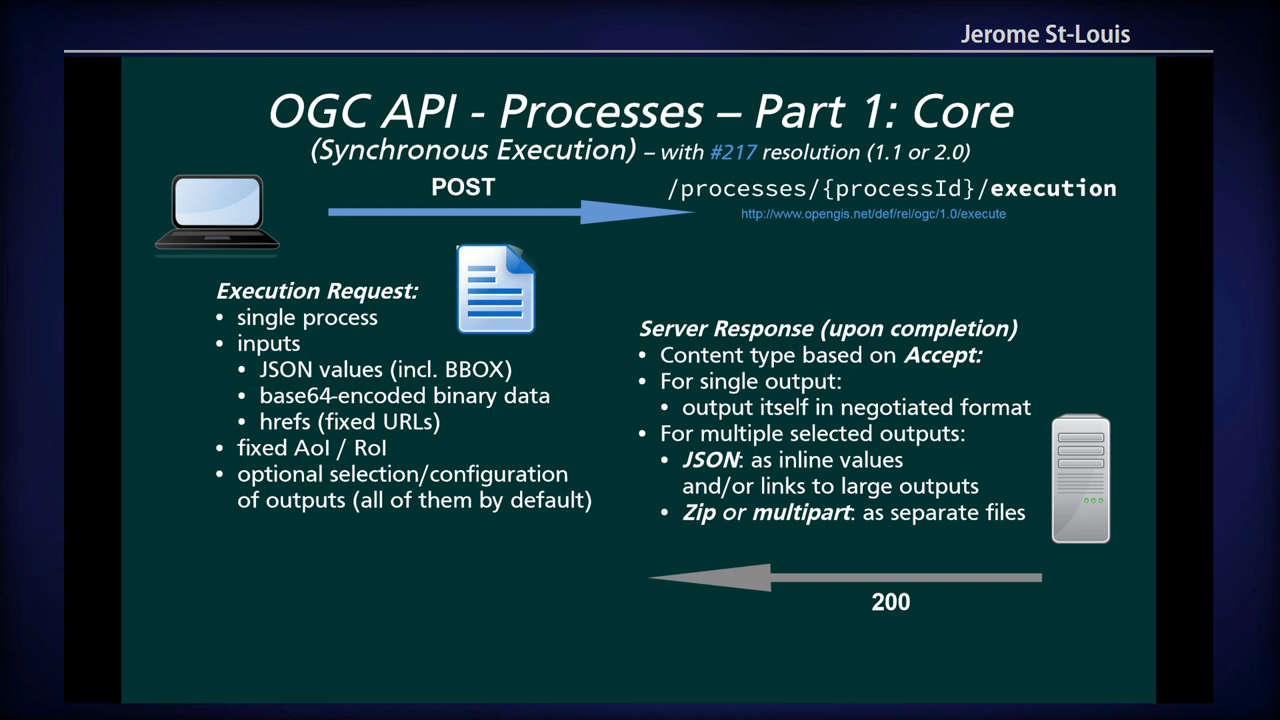 Jerome St-Louis
OGC API - Processes – Part 1: Core
(Synchronous Execution) – with #217 resolution (1.1 or 2.0)
POST
/processes/{processId}/execution
http://www.opengis.net/def/rel/ogc/1.0/execute
Execution Request:
• single process
• inputs
• JSON values (incl. BBOX)
• base64-encoded binary data
• hrefs (fixed URLs)
• fixed AoI / RoI
• optional selection/configuration
of outputs (all of them by default)
Server Response (upon completion)
• Content type based on Accept:
• For single output:
• output itself in negotiated format
• For multiple selected outputs:
• JSON: as inline values
and/or links to large outputs
• Zip or multipart: as separate files
200